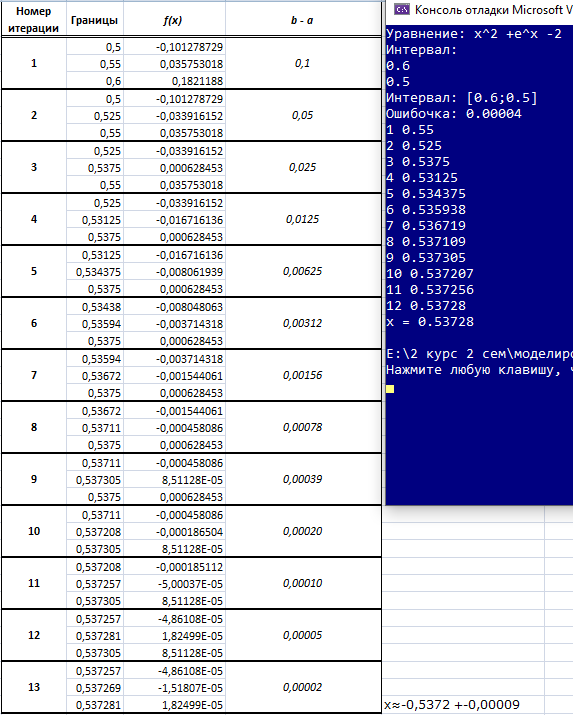 Номер итерации Границы f(x) b - a
0,5 -0,101278729
1 0,55 0,035753018 0,1
0,6 0,1821188
0,5 -0,101278729
2 0,525 -0,033916152 0,05
0,55 0,035753018
0,525 -0,033916152
3 0,5375 0,000628453 0,025
0,55 0,035753018
0,525 -0,033916152
4 0,53125 -0,016716136 0,0125
0,5375 0,000628453
0,53125 -0,016716136
5 0,534375 -0,008061939 0,00625
0,5375 0,000628453
0,53438 -0,008048063
6 0,53594 -0,003714318 0,00312
0,5375 0,000628453
0,53594 -0,003714318
7 0,53672 -0,001544061 0,00156
0,5375 0,000628453
0,53672 -0,001544061
8 0,53711 -0,000458086 0,00078
0,5375 0,000628453
0,53711 -0,000458086
9 0,537305 8,51128E-05 0,00039
0,5375 0,000628453
0,53711 -0,000458086
10 0,537208 -0,000186504 0,00020
0,537305 8,51128E-05
0,537208 -0,000185112
11 0,537257 -5,00037E-05 0,00010
0,537305 8,51128E-05
0,537257 -4,86108E-05
12 0,537281 1,82499E-05 0,00005
0,537305 8,51128E-05
0,537257 -4,86108E-05
13 0,537269 -1,51807E-05 0,00002
0,537281 1,82499E-05
x≈-0,5372 +-0,00009
Консоль отладки Microsoft V
Уравнение: x^2 +e^x -2
Интервал:
0.6
0.5
Интервал: [0.6;0.5]
Ошибочка: 0.00004
1 0.55
2 0.525
3 0.5375
4 0.53125
5 0.534375
6 0.535938
7 0.536719
8 0.537109
9 0.537305
10 0.537207
11 0.537256
12 0.53728
x = 0.53728
E:\2 курс 2 сем\моделиро
Нажмите любую клавишу, ч